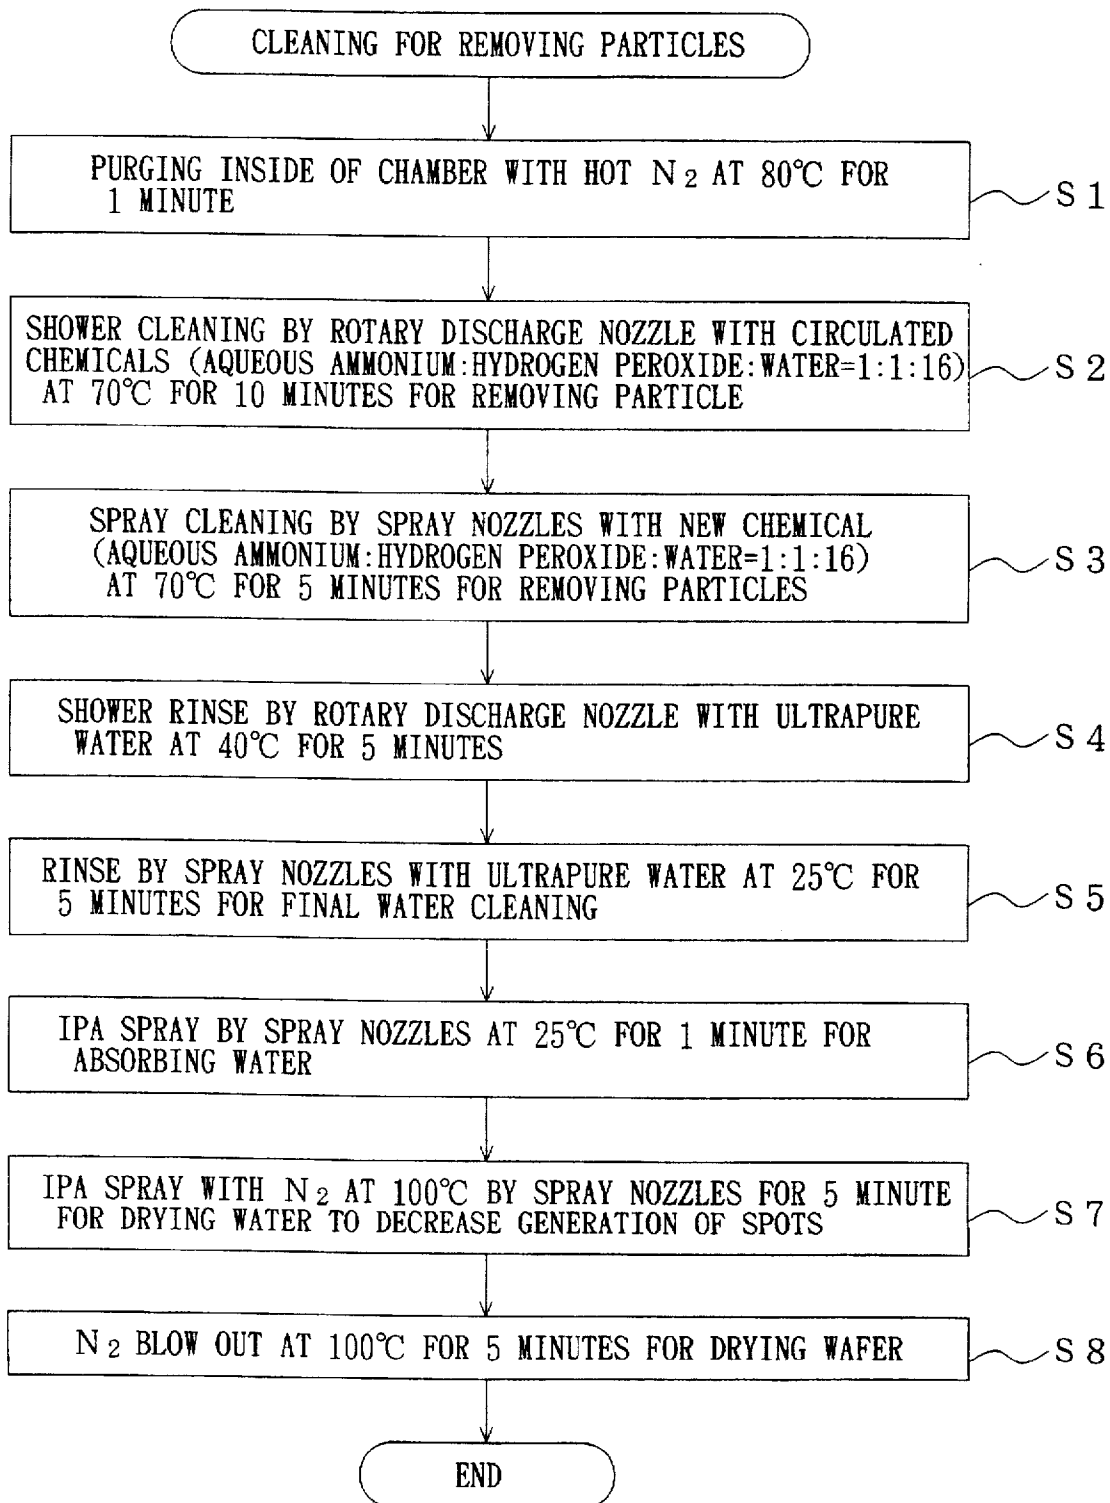 CLEANING FOR REMOVING PARTICLES
PURGING INSIDE OF CHAMBER WITH HOT N2 AT 80℃ FOR
1 MINUTE
S1
SHOWER CLEANING BY ROTARY DISCHARGE NOZZLE WITH CIRCULATED
CHEMICALS (AQUEOUS AMMONIUM:HYDROGEN PEROXIDE:WATER=1:1:16)
AT 70℃ FOR 10 MINUTES FOR REMOVING PARTICLE
S2
SPRAY CLEANING BY SPRAY NOZZLES WITH NEW CHEMICAL
(AQUEOUS AMMONIUM:HYDROGEN PEROXIDE:WATER=1:1:16)
AT 70℃ FOR 5 MINUTES FOR REMOVING PARTICLES
S3
SHOWER RINSE BY ROTARY DISCHARGE NOZZLE WITH ULTRAPURE
WATER AT 40℃ FOR 5 MINUTES
S4
RINSE BY SPRAY NOZZLES WITH ULTRAPURE WATER AT 25℃ FOR
5 MINUTES FOR FINAL WATER CLEANING
S5
IPA SPRAY BY SPRAY NOZZLES AT 25℃ FOR 1 MINUTE FOR
ABSORBING WATER
S6
IPA SPRAY WITH N2 AT 100℃ BY SPRAY NOZZLES FOR 5 MINUTE
FOR DRYING WATER TO DECREASE GENERATION OF SPOTS
S7
N2 BLOW OUT AT 100℃ FOR 5 MINUTES FOR DRYING WAFER
S8
END